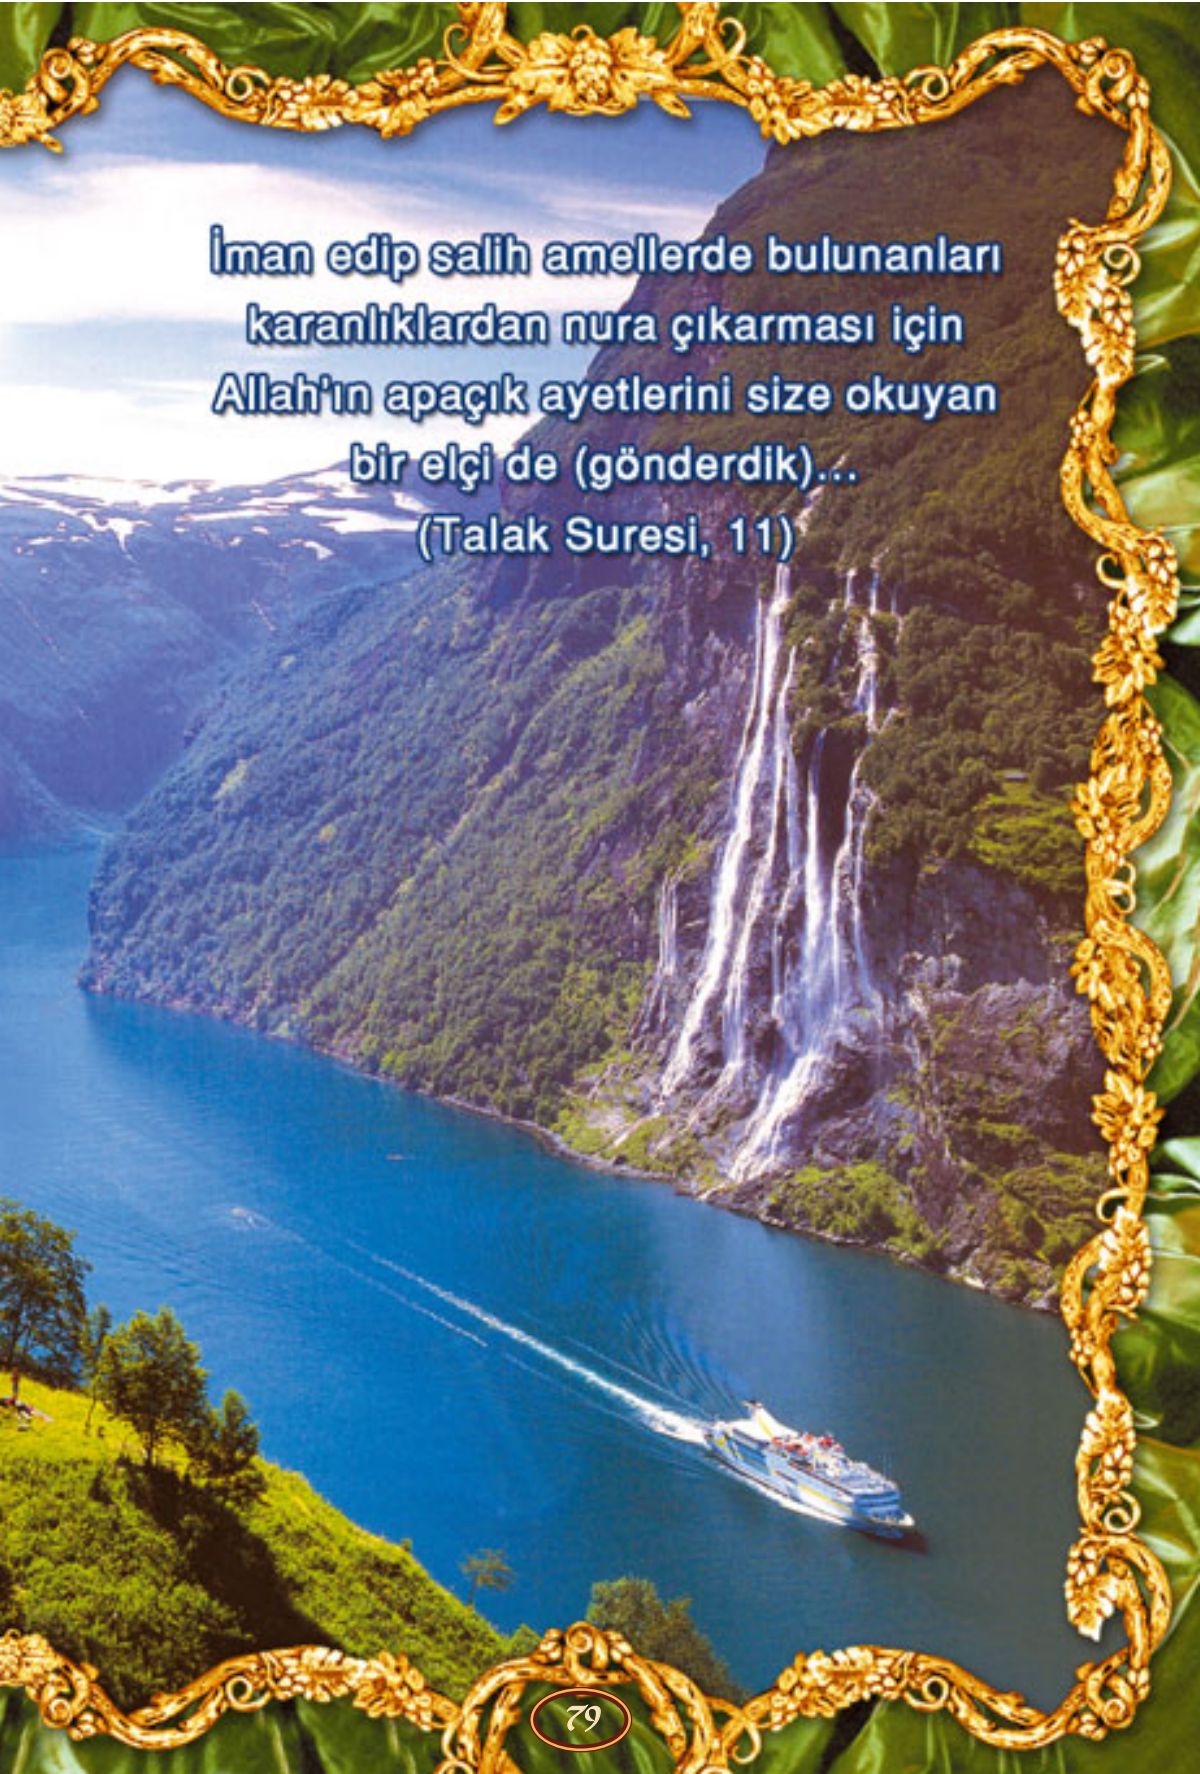 İman edip salih amellerde bulunanları
karanlıklardan nura çıkarması için
Allah'ın apaçık ayetlerini size okuyan
bir elçi de (gönderdik)...
(Talak Suresi, 11)
79